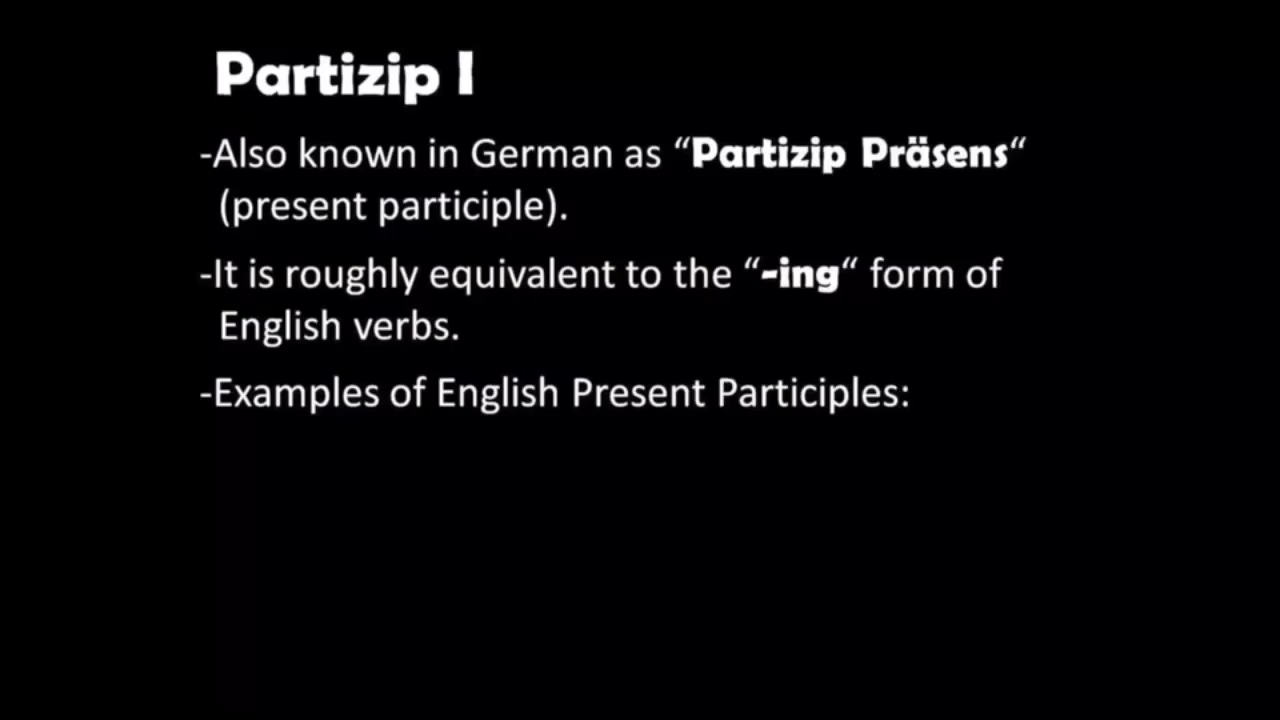 Partizip I
-Also known in German as “Partizip Präsens“
(present participle).
-It is roughly equivalent to the “-ing“ form of
English verbs.
-Examples of English Present Participles: